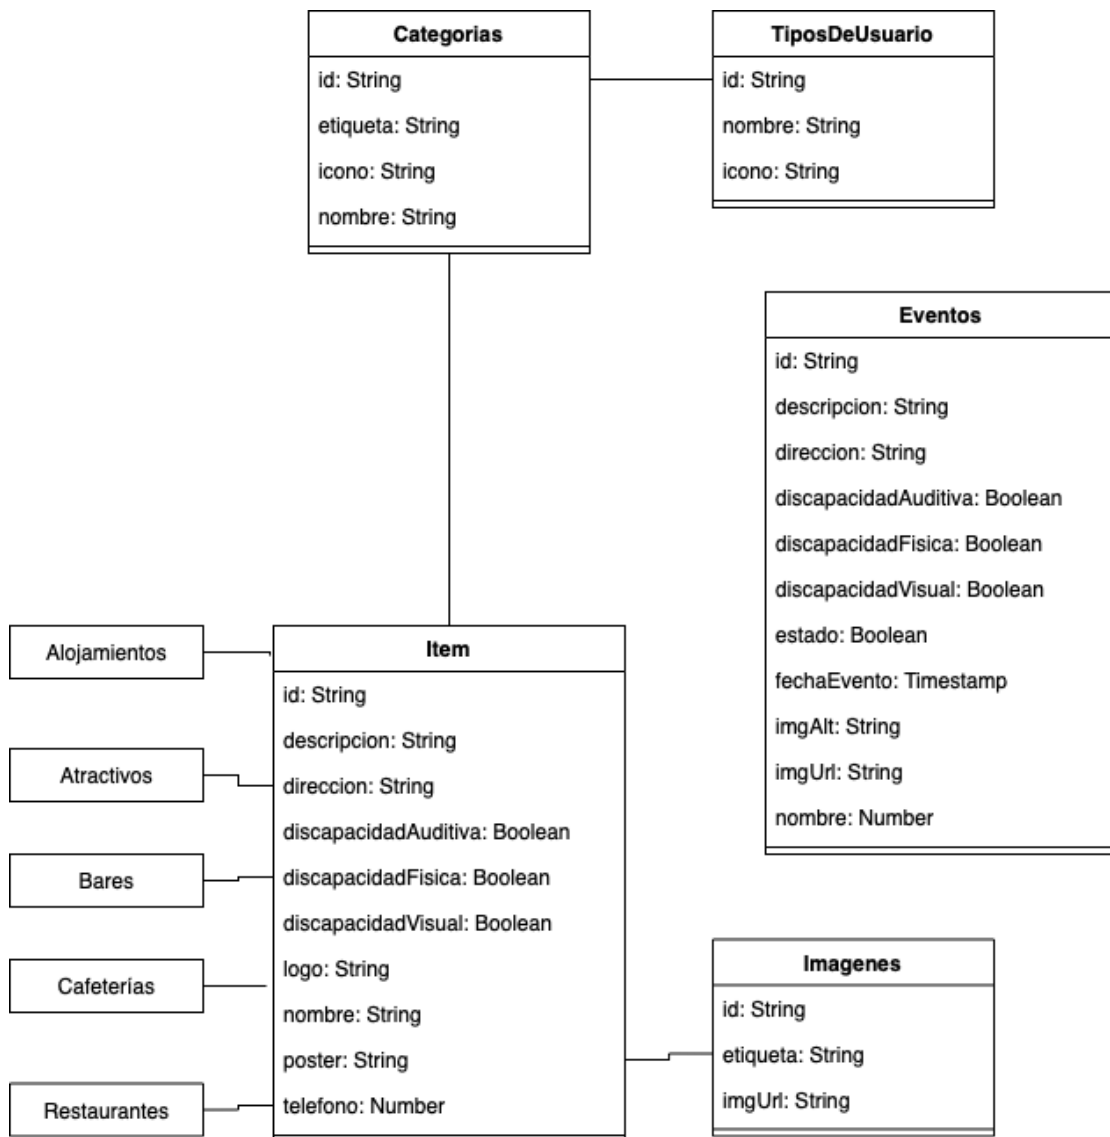 Categorias
id: String
etiqueta: String
icono: String
nombre: String
TiposDeUsuario
id: String
nombre: String
icono: String
Eventos
id: String
descripcion: String
direccion: String
discapacidadAuditiva: Boolean
discapacidadFisica: Boolean
discapacidadVisual: Boolean
estado: Boolean
fechaEvento: Timestamp
imgAlt: String
imgUrl: String
nombre: Number
Alojamientos
Atractivos
Bares
Cafeterías
Restaurantes
Item
id: String
descripcion: String
direccion: String
discapacidadAuditiva: Boolean
discapacidadFisica: Boolean
discapacidadVisual: Boolean
logo: String
nombre: String
poster: String
telefono: Number
Imagenes
id: String
etiqueta: String
imgUrl: String